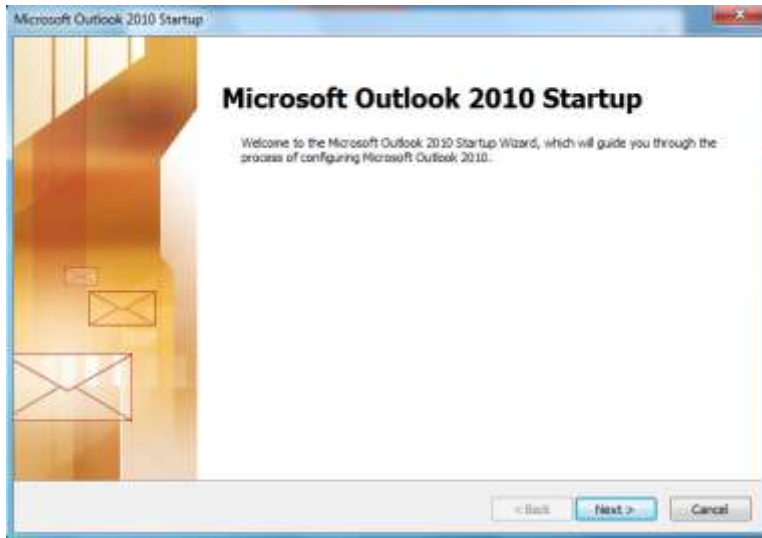 Microsoft Outlook 2010 Startup
Microsoft Outlook 2010 Startup
Welcome to the Microsoft Outlook 2010 Startup Wizard, which will guide you through the
process of configuring Microsoft Outlook 2010.
< Back Next > Cancel